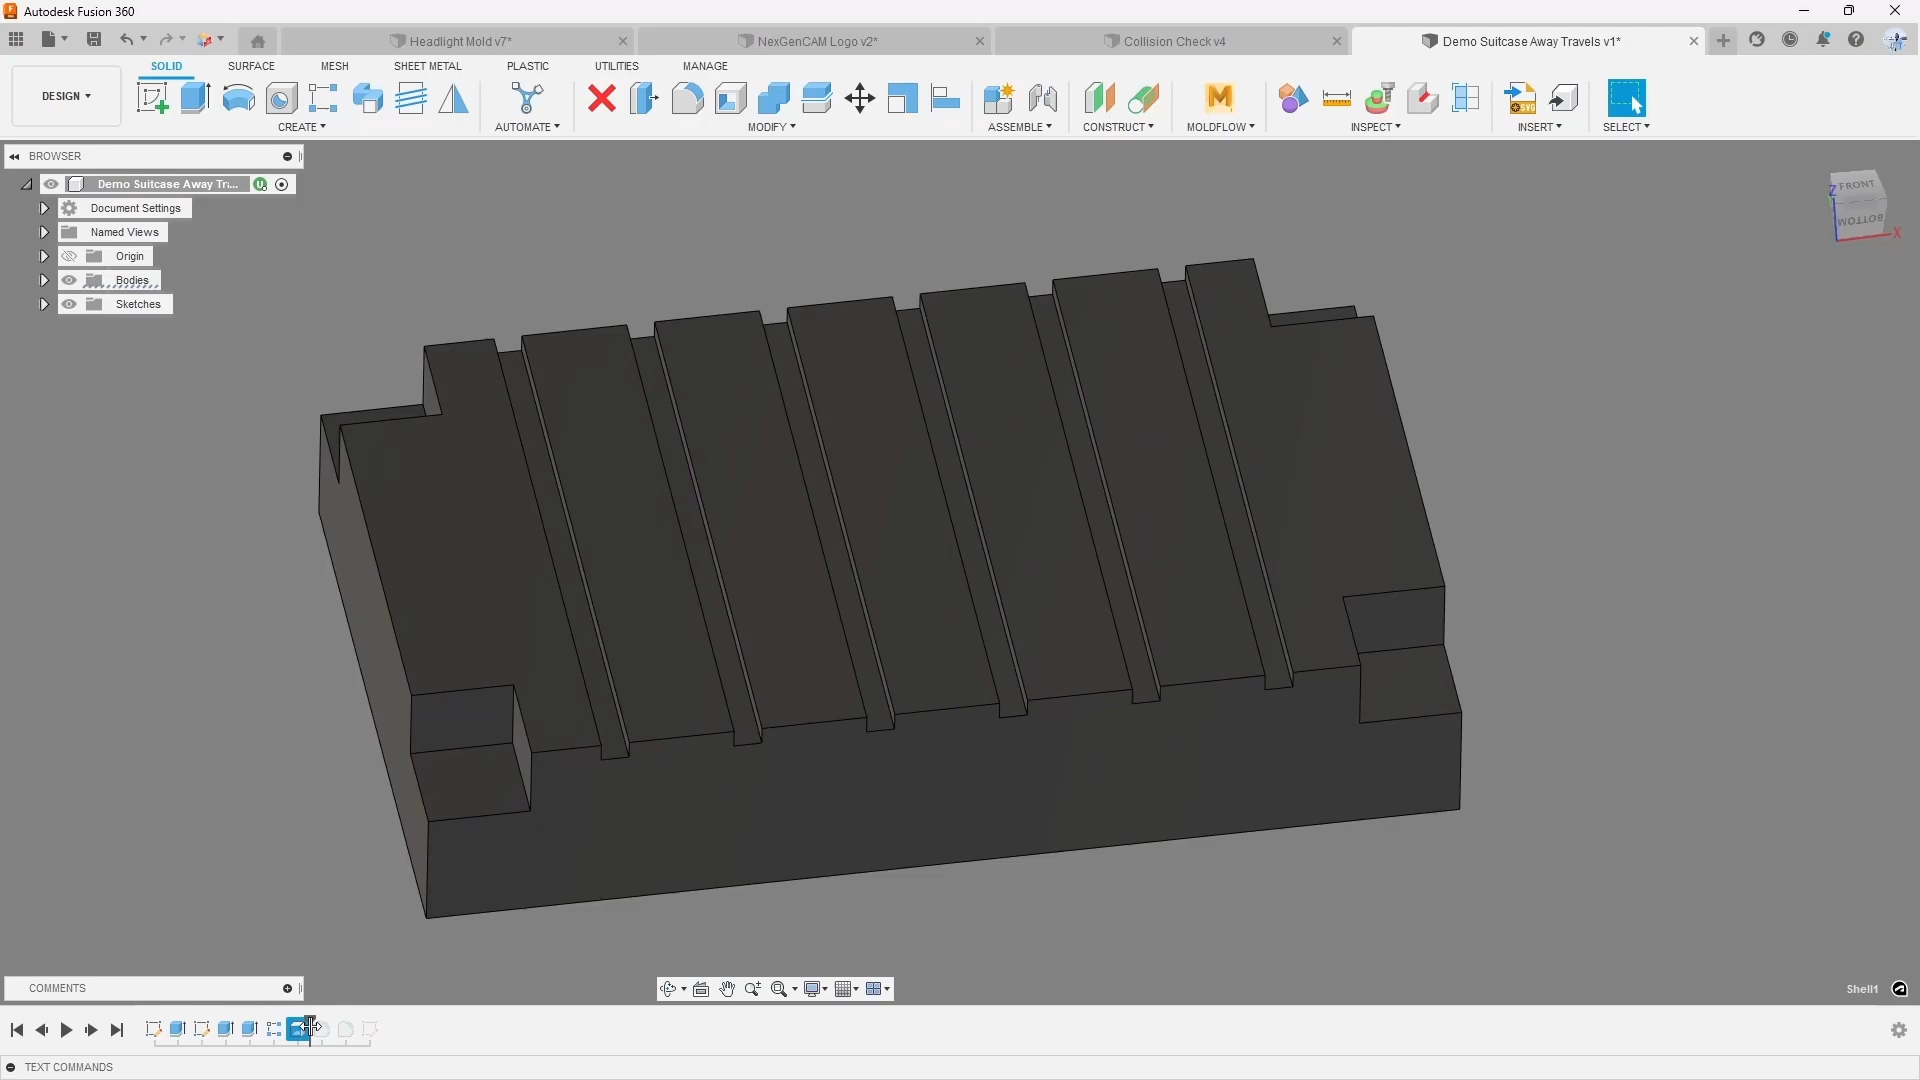 Autodesk Fusion 360
Headlight Mold v7*
NexGenCAM Logo v2*
Collision Check v4
Demo Suitcase Away Travels v1*
DESIGN
SOLID
SURFACE
MESH
SHEET METAL
PLASTIC
UTILITIES
MANAGE
CREATE
AUTOMATE
MODIFY
ASSEMBLE
CONSTRUCT
MOLDFLOW
INSPECT
INSERT
SELECT
BROWSER
Demo Suitcase Away Tr...
Document Settings
Named Views
Origin
Bodies
Sketches
FRONT
BOTTOM
Z
X
COMMENTS
Shell1
TEXT COMMANDS